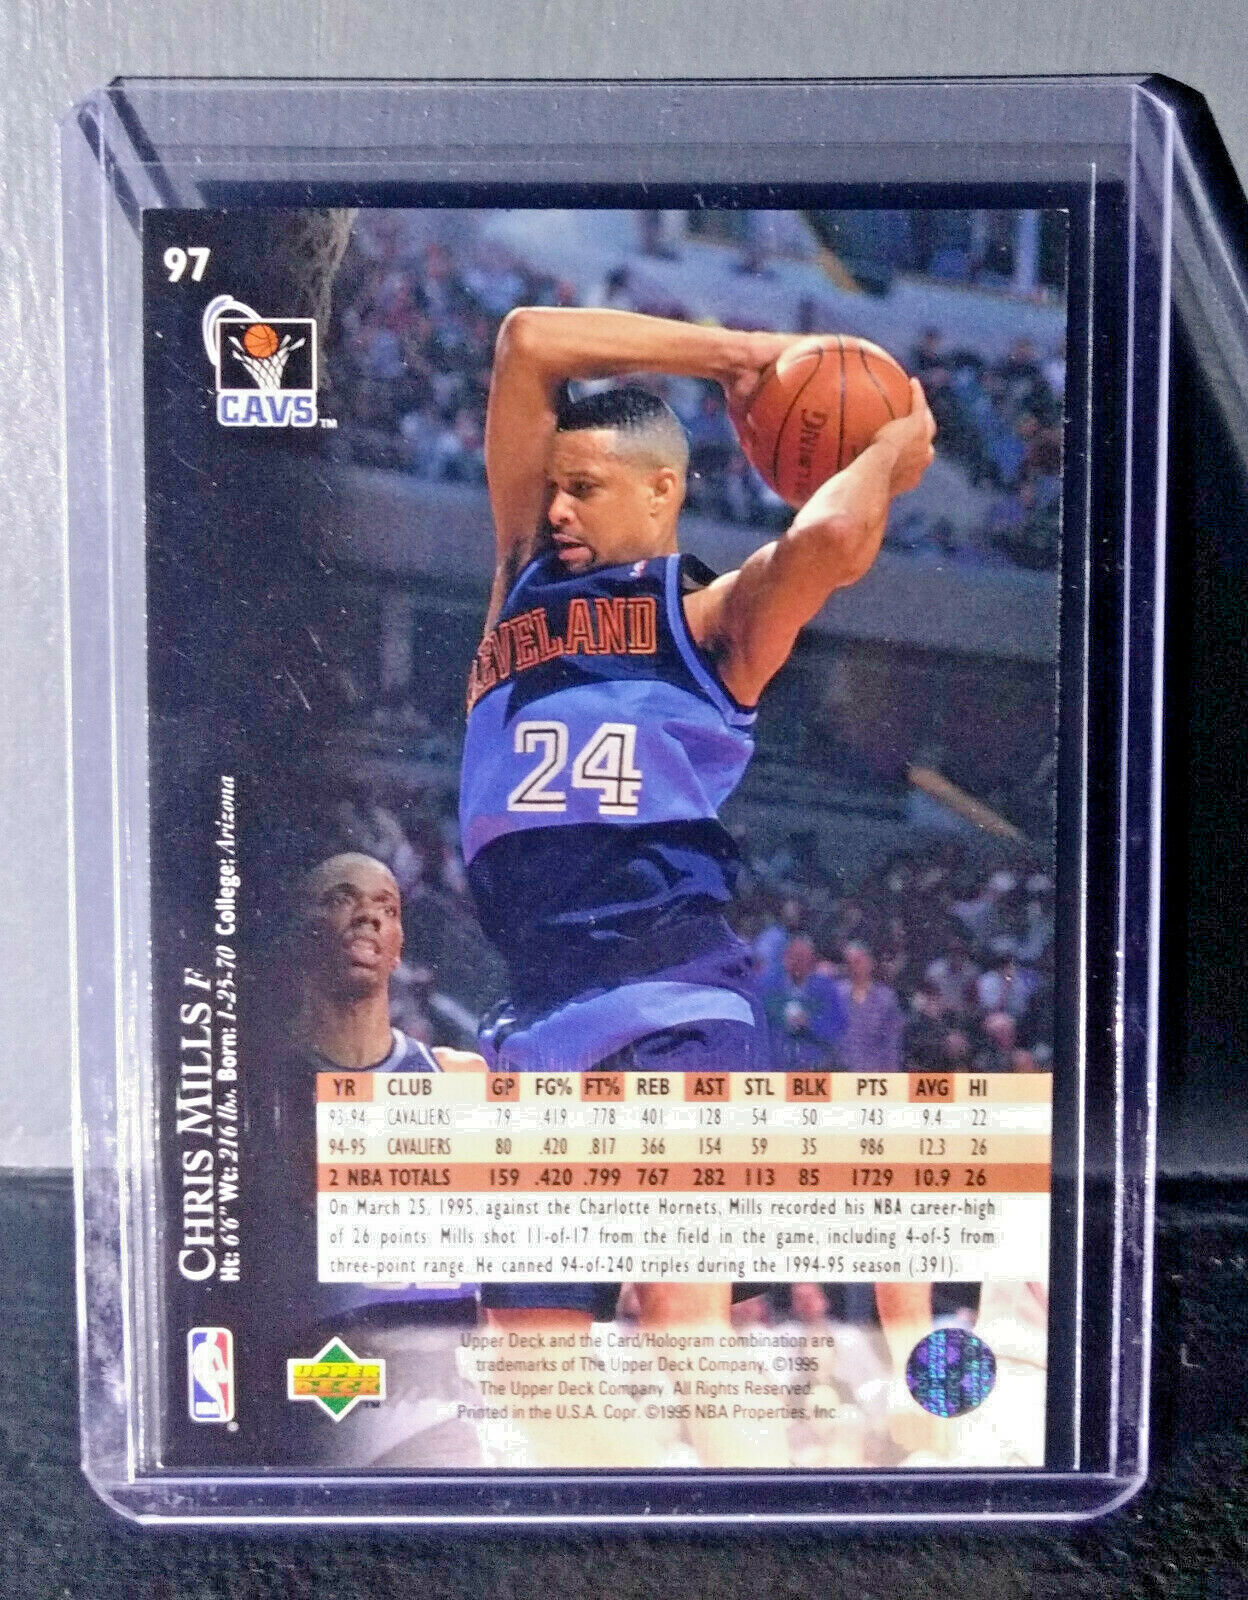 97
CAVS™
SPALDING
CLEVELAND
24
CHRIS MILLS F
Ht: 6'6" Wt: 216 lbs. Born: 1-25-70 College: Arizona
YR CLUB GP FG% FT% REB AST STL BLK PTS AVG HI
93-94 CAVALIERS 79 .419 .778 401 128 54 50 743 9.4 22
94-95 CAVALIERS 80 .420 .817 366 154 59 35 986 12.3 26
2 NBA TOTALS 159 .420 .799 767 282 113 85 1729 10.9 26
On March 25, 1995, against the Charlotte Hornets, Mills recorded his NBA career-high
of 26 points. Mills shot 11-of-17 from the field in the game, including 4-of-5 from
three-point range. He canned 94-of-240 triples during the 1994-95 season (.391).
UPPER
DECK™
Upper Deck and the Card/Hologram combination are
trademarks of The Upper Deck Company. ©1995
The Upper Deck Company. All Rights Reserved.
Printed in the U.S.A. Copr. ©1995 NBA Properties, Inc.